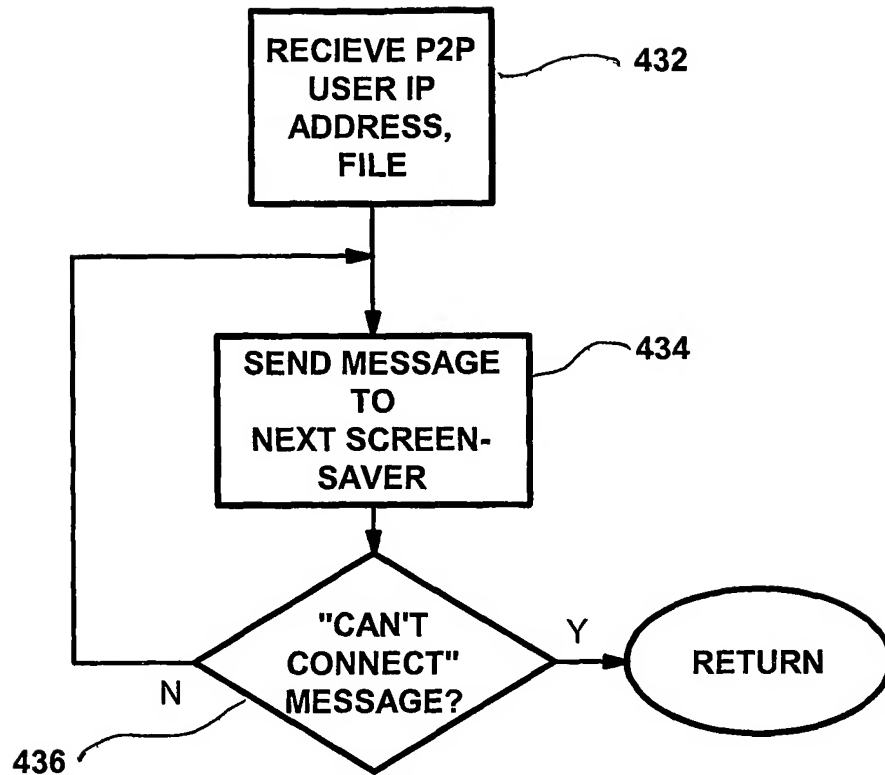 RECIEVE P2P
USER IP
ADDRESS,
FILE
432
SEND MESSAGE
TO
NEXT SCREEN-
SAVER
434
"CAN'T
CONNECT"
MESSAGE?
Y
N
RETURN
436